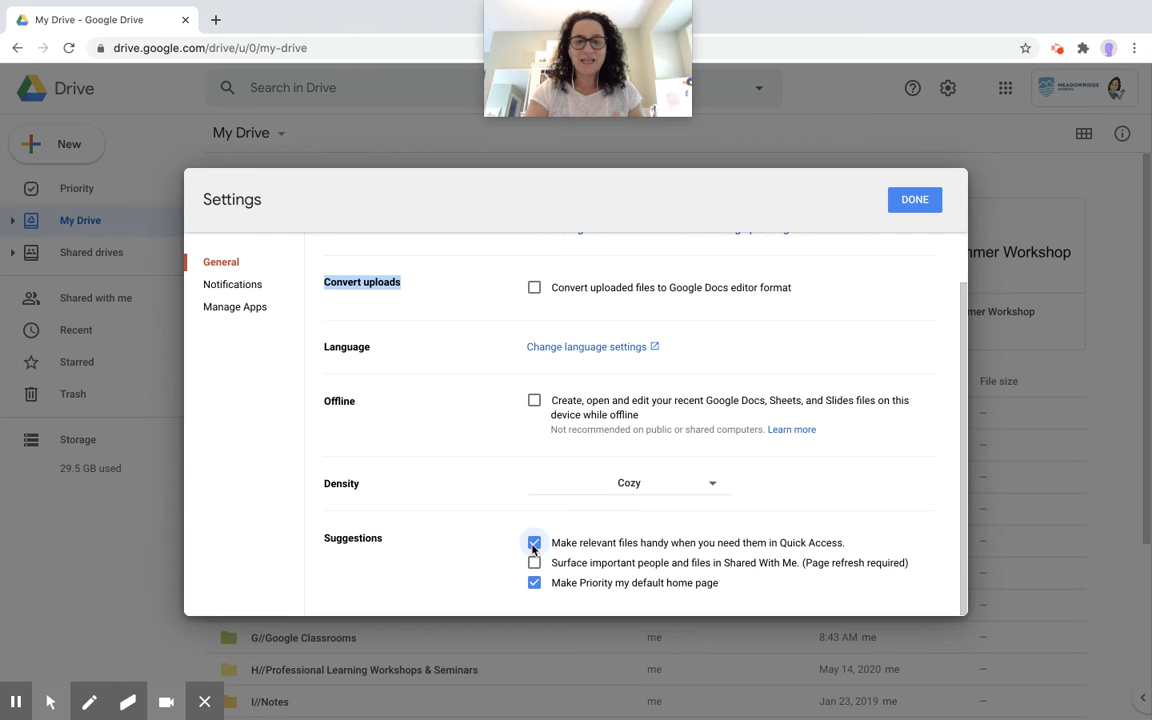 My Drive - Google Drive
drive.google.com/drive/u/0/my-drive
Drive
Search in Drive
MEADOWRIDGE
New
My Drive
Priority
My Drive
Shared drives
Shared with me
Recent
Starred
Trash
Storage
29.5 GB used
Settings
DONE
General
Notifications
Manage Apps
Convert uploads
Convert uploaded files to Google Docs editor format
Language
Change language settings
Offline
Create, open and edit your recent Google Docs, Sheets, and Slides files on this
device while offline
Not recommended on public or shared computers. Learn more
Density
Cozy
Suggestions
Make relevant files handy when you need them in Quick Access.
Surface important people and files in Shared With Me. (Page refresh required)
Make Priority my default home page
mmer Workshop
mer Workshop
File size
G//Google Classrooms
me
8:43 AM me
H//Professional Learning Workshops & Seminars
me
May 14, 2020 me
I//Notes
me
Jan 23, 2019 me